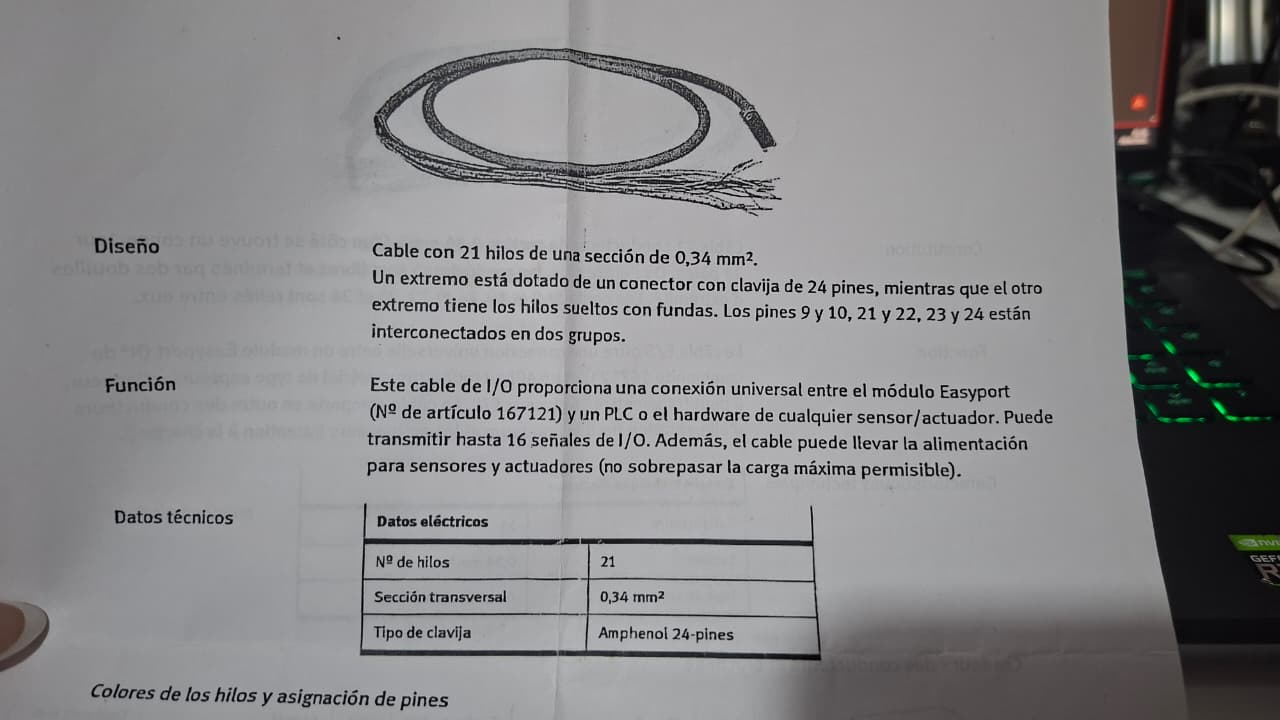 Diseño
Cable con 21 hilos de una sección de 0,34 mm².
Un extremo está dotado de un conector con clavija de 24 pines, mientras que el otro
extremo tiene los hilos sueltos con fundas. Los pines 9 y 10, 21 y 22, 23 y 24 están
interconectados en dos grupos.
Función
Este cable de I/O proporciona una conexión universal entre el módulo Easyport
(Nº de artículo 167121) y un PLC o el hardware de cualquier sensor/actuador. Puede
transmitir hasta 16 señales de I/O. Además, el cable puede llevar la alimentación
para sensores y actuadores (no sobrepasar la carga máxima permisible).
Datos técnicos
Datos eléctricos
Nº de hilos 21
Sección transversal 0,34 mm²
Tipo de clavija Amphenol 24-pines
Colores de los hilos y asignación de pines